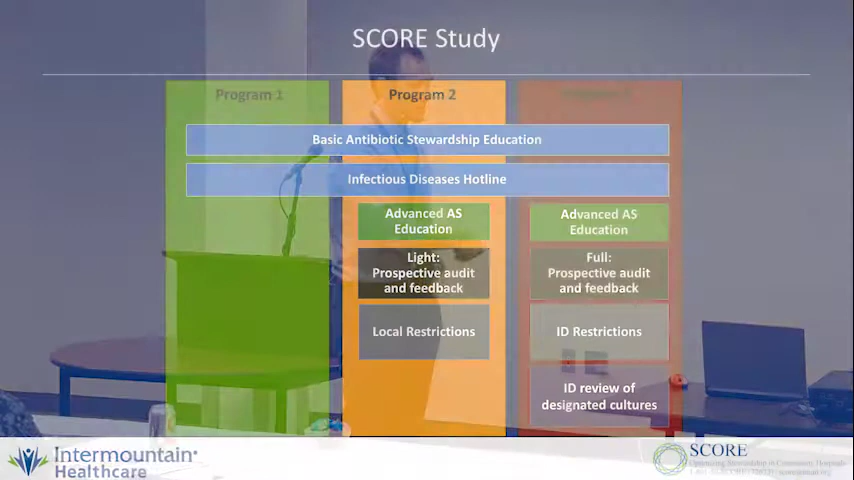 SCORE Study
Program 1
Program 2
Basic Antibiotic Stewardship Education
Infectious Diseases Hotline
Advanced AS
Education
Light:
Prospective audit
and feedback
Local Restrictions
Advanced AS
Education
Full:
Prospective audit
and feedback
ID Restrictions
ID review of
designated cultures
Intermountain
Healthcare
SCORE